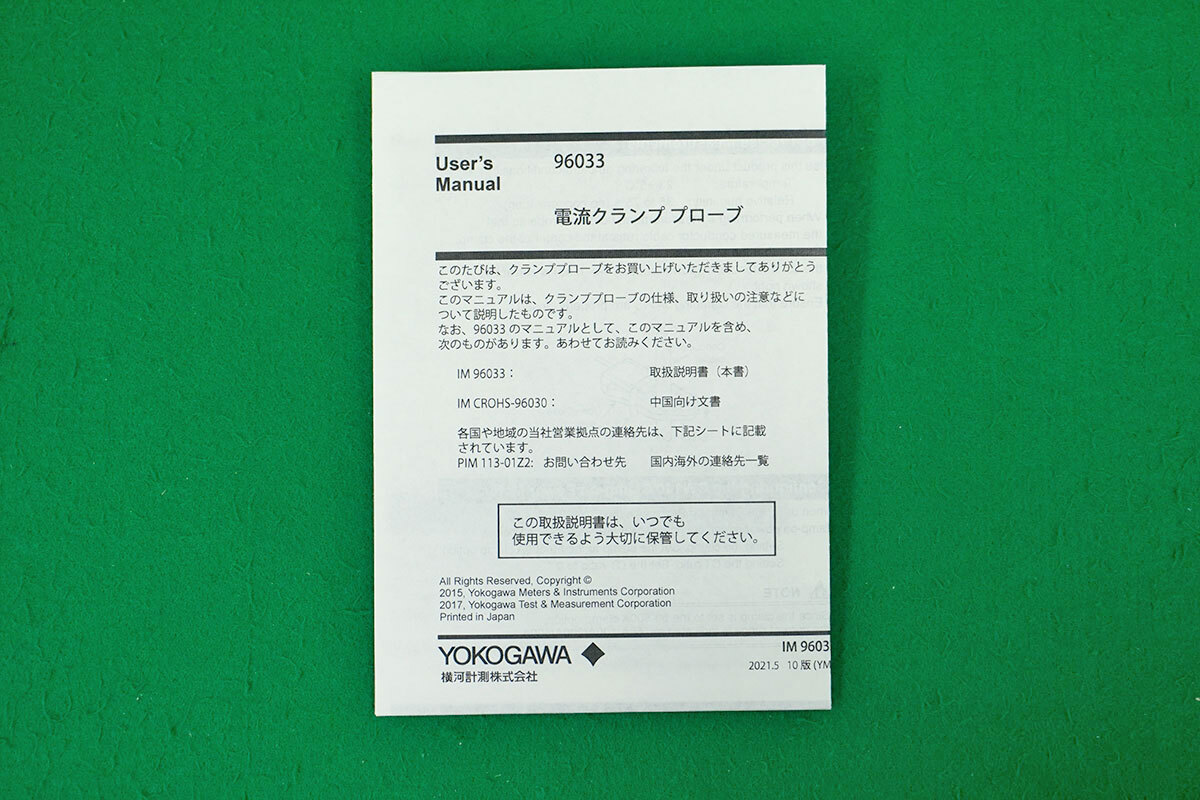 User's
Manual
96033
電流クランプ プローブ
このたびは、クランププローブをお買い上げいただきましてありがとう
ございます。
このマニュアルは、クランププローブの仕様、取り扱いの注意などに
ついて説明したものです。
なお、96033 のマニュアルとして、このマニュアルを含め、
次のものがあります。あわせてお読みください。
IM 96033： 取扱説明書（本書）
IM CROHS-96030： 中国向け文書
各国や地域の当社営業拠点の連絡先は、下記シートに記載
されています。
PIM 113-01Z2: お問い合わせ先 国内海外の連絡先一覧
この取扱説明書は、いつでも
使用できるよう大切に保管してください。
All Rights Reserved, Copyright ©
2015, Yokogawa Meters & Instruments Corporation
2017, Yokogawa Test & Measurement Corporation
Printed in Japan
YOKOGAWA
横河計測株式会社
IM 9603
2021.5 10 版 (YM